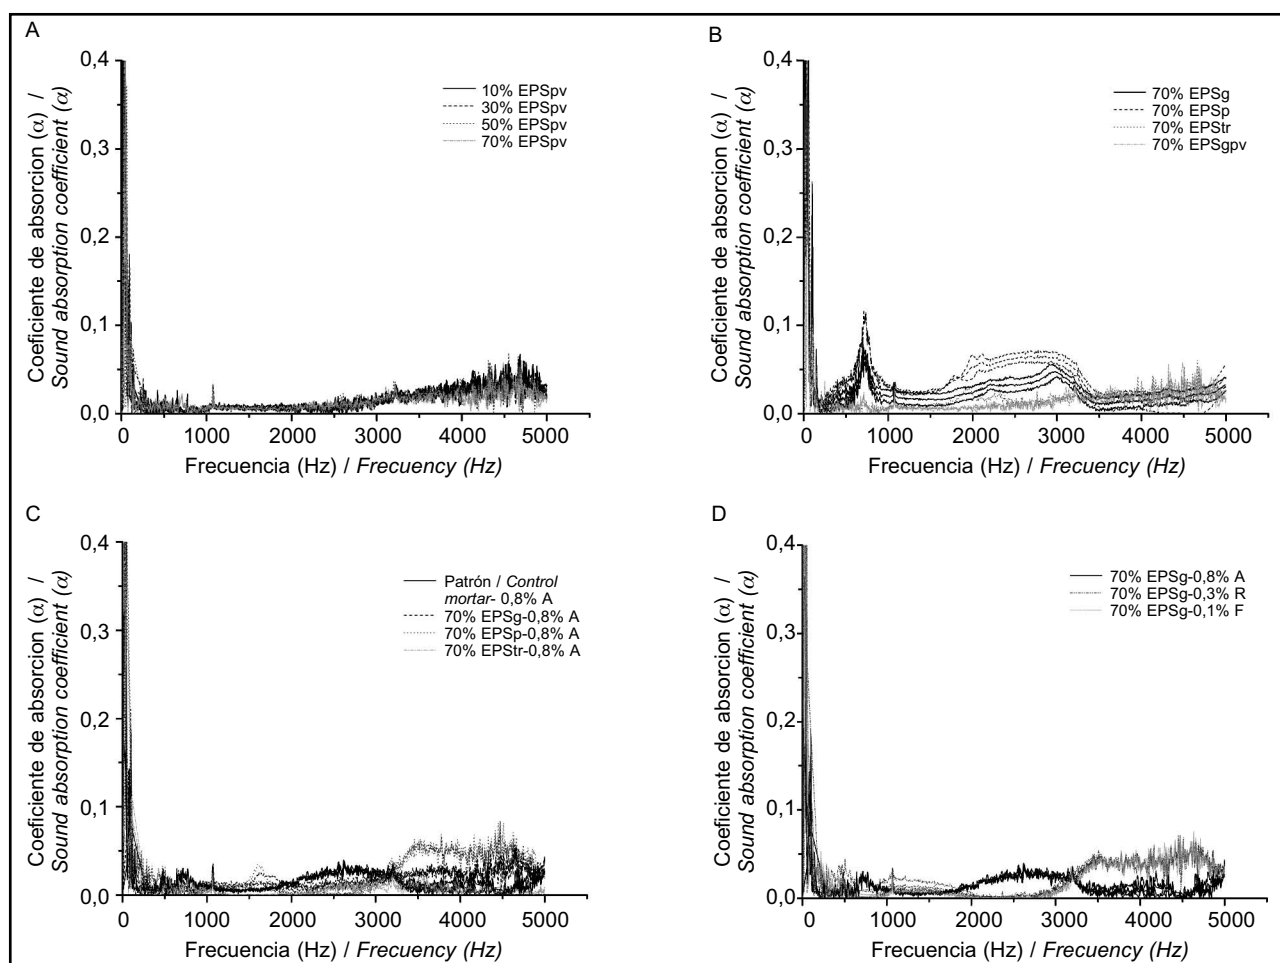 A
Coeficiente de absorcion (α) /
Sound absorption coefficient (α)
0,4
0,3
0,2
0,1
0,0
10% EPSpv
30% EPSpv
50% EPSpv
70% EPSpv
0 1000 2000 3000 4000 5000
Frecuencia (Hz) / Frecuency (Hz)
B
Coeficiente de absorcion (α) /
Sound absorption coefficient (α)
0,4
0,3
0,2
0,1
0,0
70% EPSg
70% EPSp
70% EPStr
70% EPSgpv
0 1000 2000 3000 4000 5000
Frecuencia (Hz) / Frecuency (Hz)
C
Coeficiente de absorcion (α) /
Sound absorption coefficient (α)
0,4
0,3
0,2
0,1
0,0
Patrón / Control
mortar- 0,8% A
70% EPSg-0,8% A
70% EPSp-0,8% A
70% EPStr-0,8% A
0 1000 2000 3000 4000 5000
Frecuencia (Hz) / Frecuency (Hz)
D
Coeficiente de absorcion (α) /
Sound absorption coefficient (α)
0,4
0,3
0,2
0,1
0,0
70% EPSg-0,8% A
70% EPSg-0,3% R
70% EPSg-0,1% F
0 1000 2000 3000 4000 5000
Frecuencia (Hz) / Frecuency (Hz)